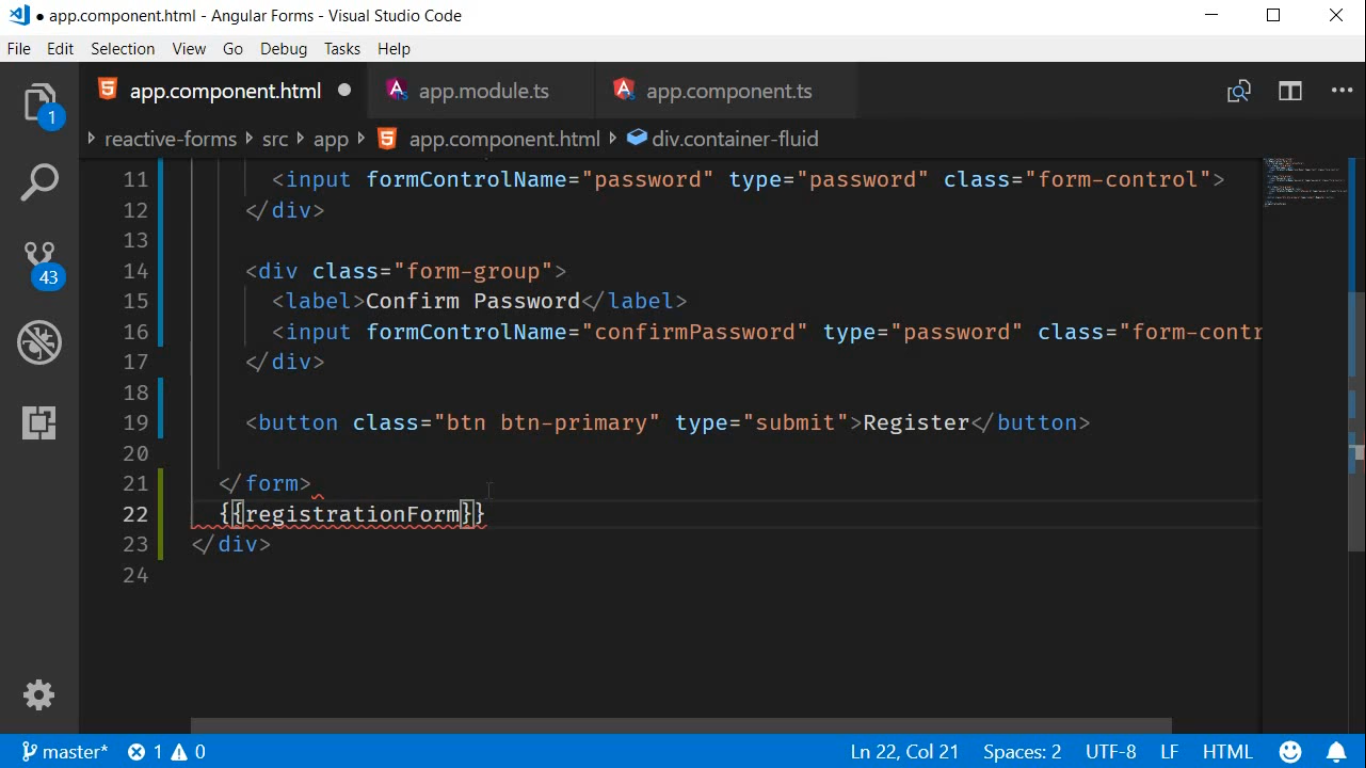 app.component.html - Angular Forms - Visual Studio Code
File Edit Selection View Go Debug Tasks Help
app.component.html app.module.ts app.component.ts
reactive-forms src app app.component.html div.container-fluid
1
43
11 <input formControlName="password" type="password" class="form-control">
12 </div>
13
14 <div class="form-group">
15 <label>Confirm Password</label>
16 <input formControlName="confirmPassword" type="password" class="form-contr
17 </div>
18
19 <button class="btn btn-primary" type="submit">Register</button>
20
21 </form>
22 {{registrationForm}}
23 </div>
24
master* 1 0 Ln 22, Col 21 Spaces: 2 UTF-8 LF HTML